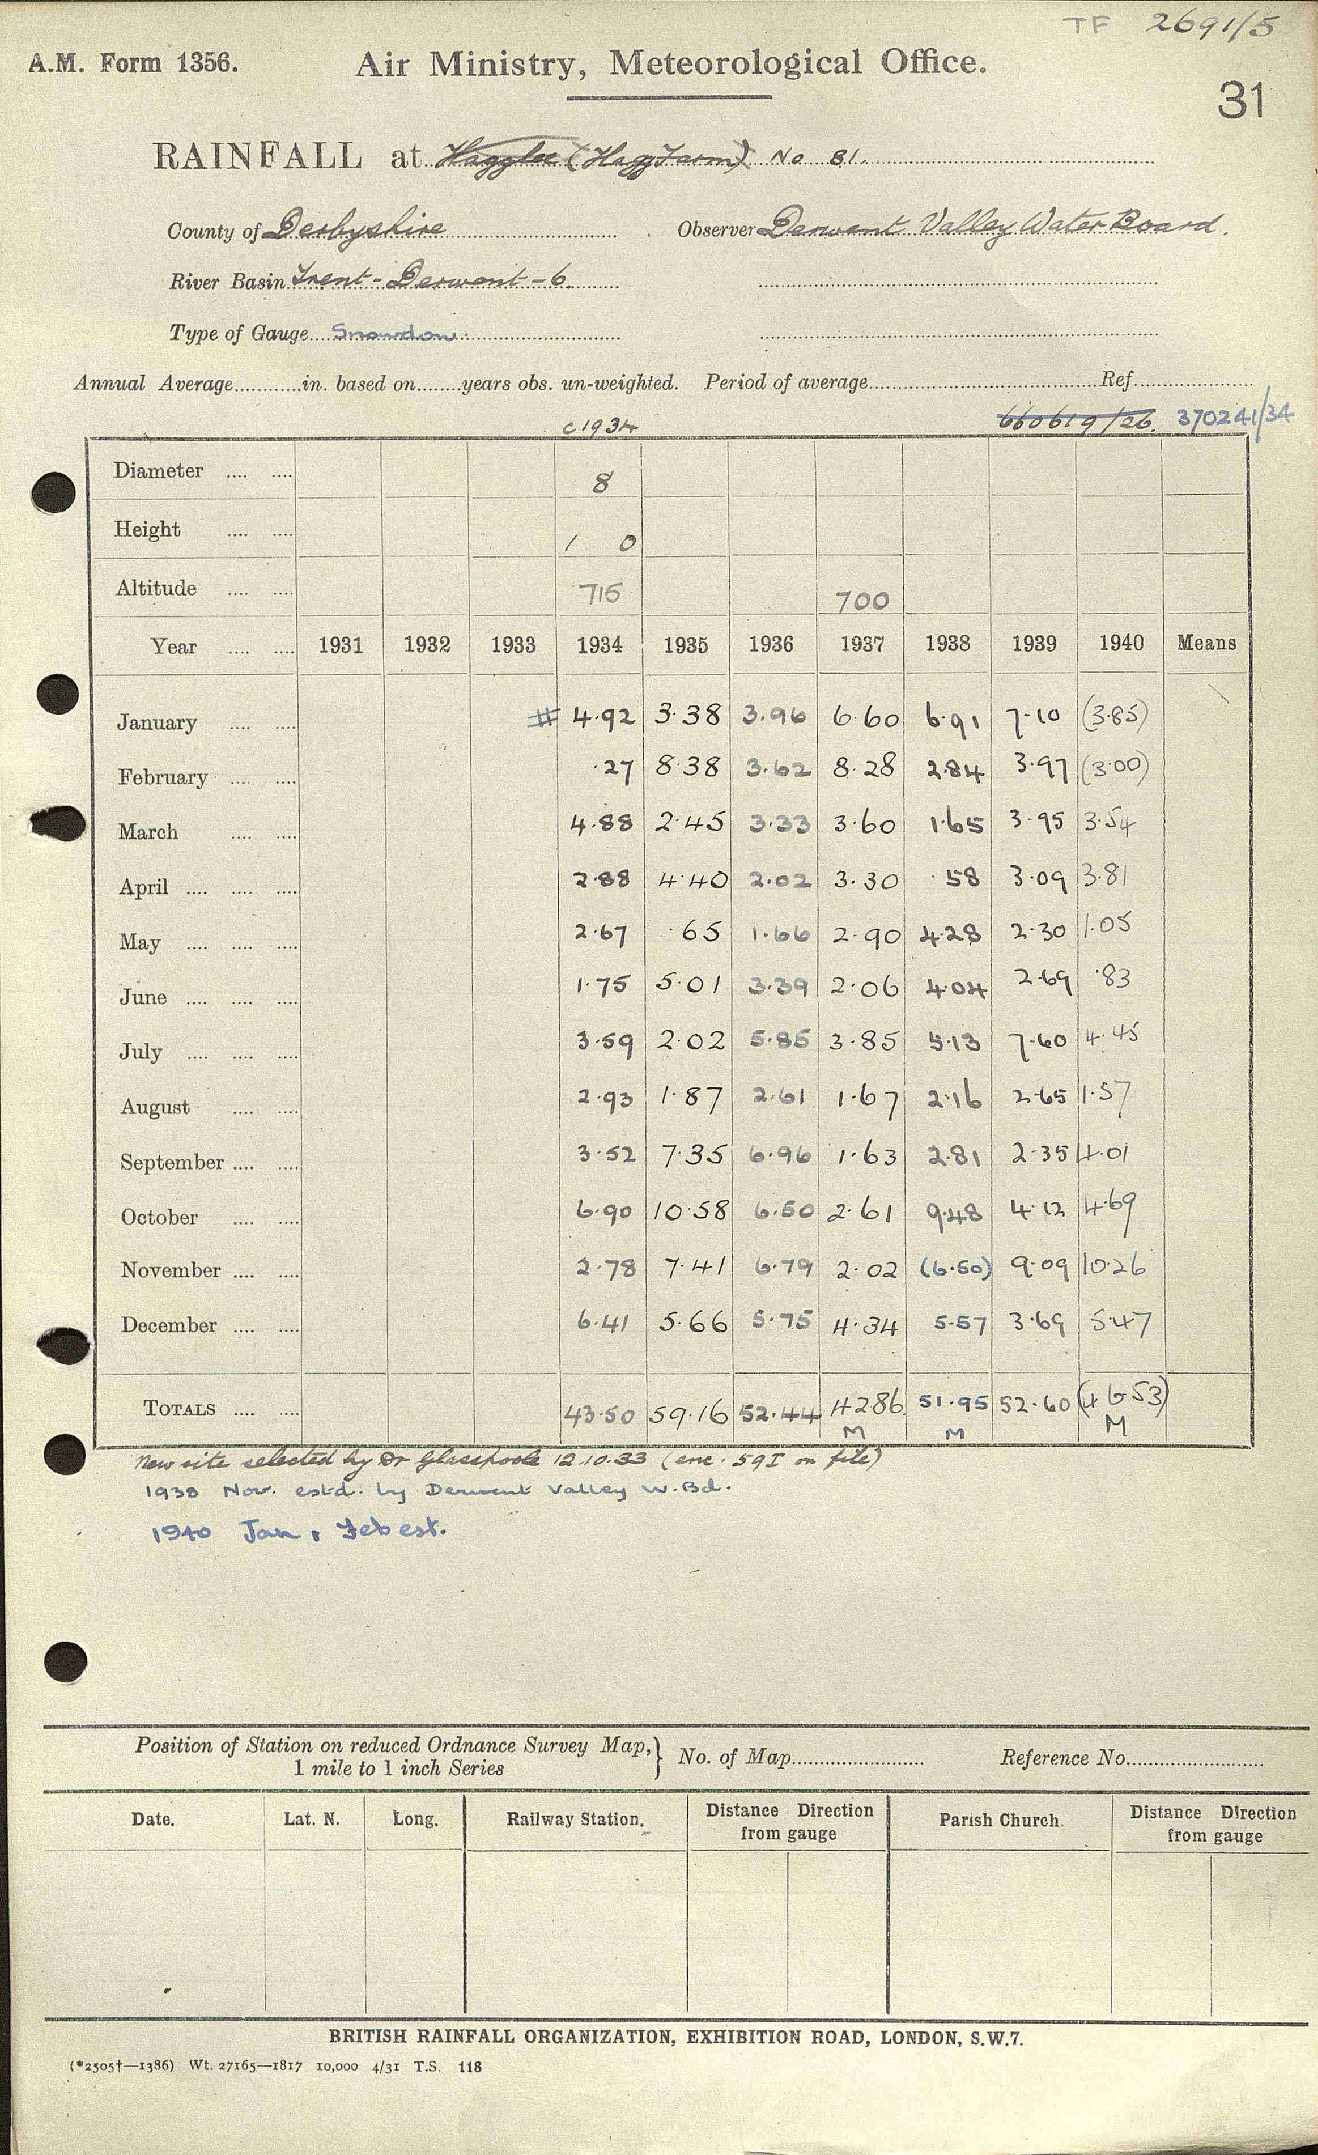 TF 2691/5
A.M. Form 1356. Air Ministry, Meteorological Office.
31
RAINFALL at (Hagg Farm) No 81.
County of Derbyshire Observer Derwent Valley Water Board.
River Basin Trent - Derwent - 6
Type of Gauge Snowdon
Annual Average in. based on years obs. un-weighted. Period of average Ref
c1934 660619/26. 370241/34
Diameter 8
Height 1 0
Altitude 715 700
Year 1931 1932 1933 1934 1935 1936 1937 1938 1939 1940 Means
January # 4.92 3.38 3.96 6.60 6.91 7.10 (3.85)
February .27 8.38 3.62 8.28 2.84 3.97 (3.00)
March 4.88 2.45 3.33 3.60 1.65 3.95 3.54
April 2.88 4.40 2.02 3.30 .58 3.09 3.81
May 2.67 .65 1.66 2.90 4.28 2.30 1.05
June 1.75 5.01 3.39 2.06 4.04 2.69 .83
July 3.59 2.02 5.85 3.85 5.13 7.60 4.45
August 2.93 1.87 2.61 1.67 2.16 2.65 1.57
September 3.52 7.35 6.96 1.63 2.81 2.35 4.01
October 6.90 10.58 6.50 2.61 9.48 4.12 4.69
November 2.78 7.41 6.79 2.02 (6.50) 9.09 10.26
December 6.41 5.66 5.75 4.34 5.57 3.69 5.47
TOTALS 43.50 59.16 52.44 42.86 51.95 52.60 (46.53)
M M M
New site selected by Dr Glasspoole 12.10.33 (enc. 59I on file)
1938 Nov. estd. by Derwent Valley W.Bd.
1940 Jan, Feb est.
Position of Station on reduced Ordnance Survey Map, } No. of Map Reference No.
1 mile to 1 inch Series
Date. Lat. N. Long. Railway Station. Distance Direction from gauge Parish Church. Distance Direction from gauge
BRITISH RAINFALL ORGANIZATION, EXHIBITION ROAD, LONDON, S.W.7.
(*2505†—1386) Wt. 27165—1817 10,000 4/31 T.S. 118